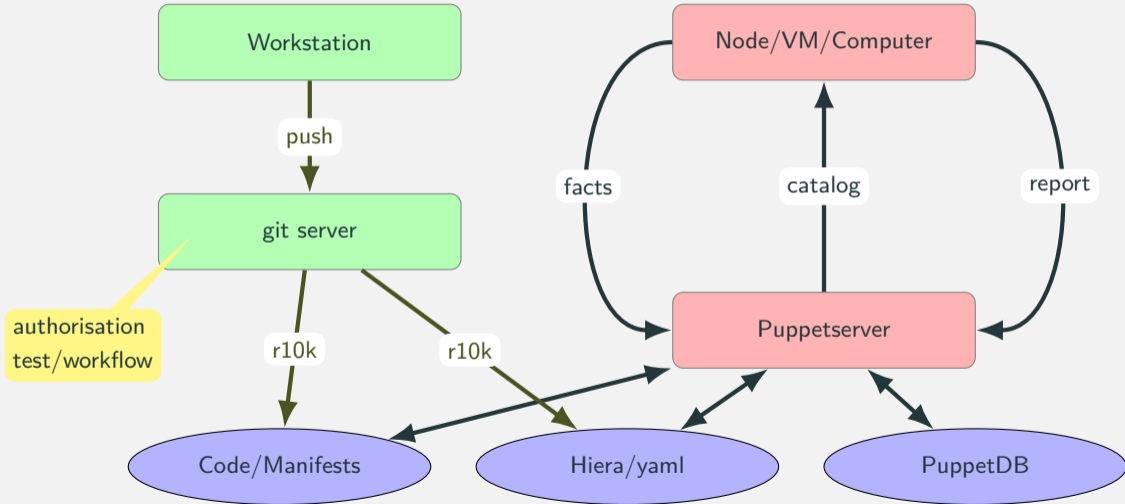 Workstation
Node/VM/Computer
push
facts
catalog
report
git server
authorisation
test/workflow
r10k
r10k
Puppetserver
Code/Manifests
Hiera/yaml
PuppetDB